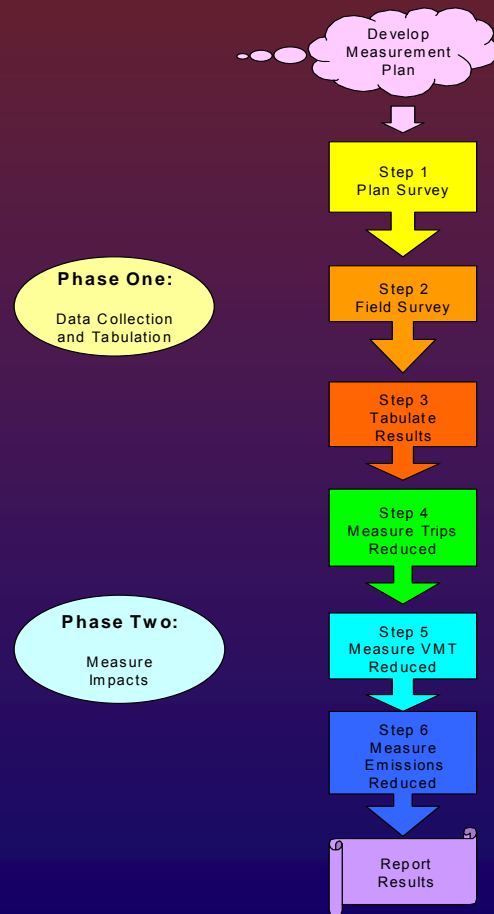 Develop
Measurement
Plan
Step 1
Plan Survey
Phase One:
Data Collection
and Tabulation
Step 2
Field Survey
Step 3
Tabulate
Results
Step 4
Measure Trips
Reduced
Phase Two:
Measure
Impacts
Step 5
Measure VMT
Reduced
Step 6
Measure
Emissions
Reduced
Report
Results